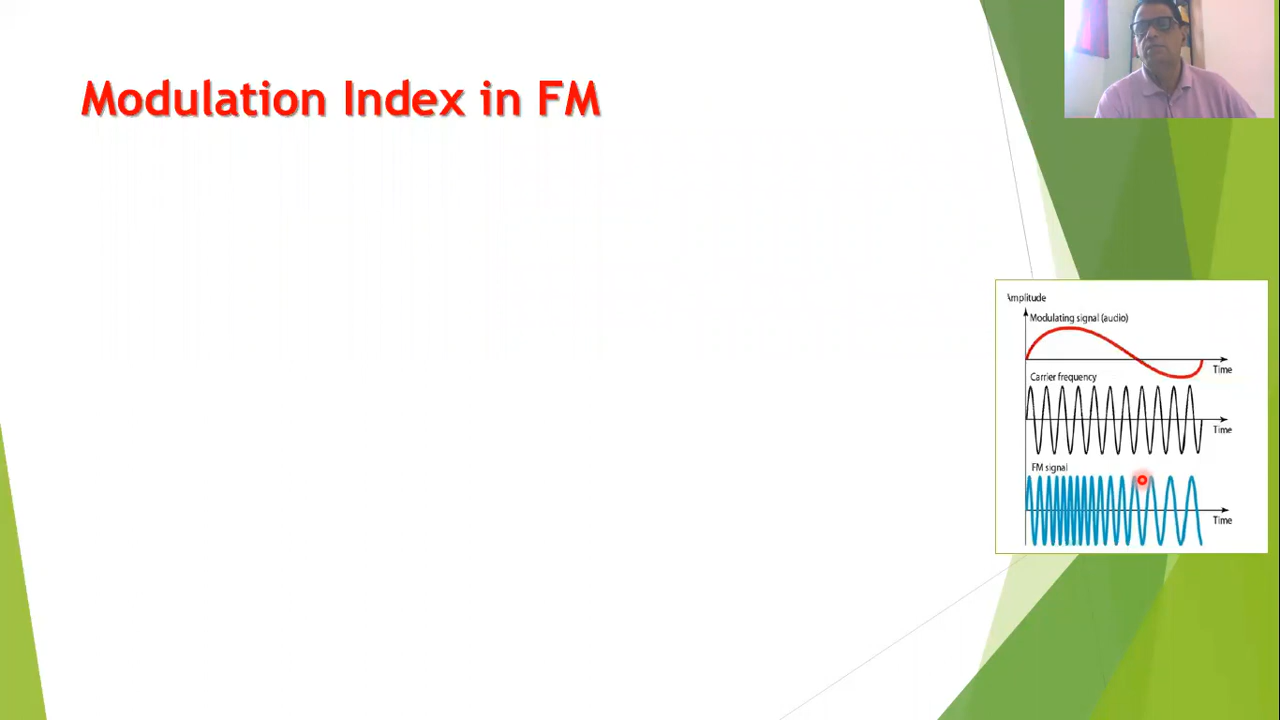 Modulation Index in FM
Amplitude
Modulating signal (audio)
Time
Carrier frequency
Time
FM signal
Time